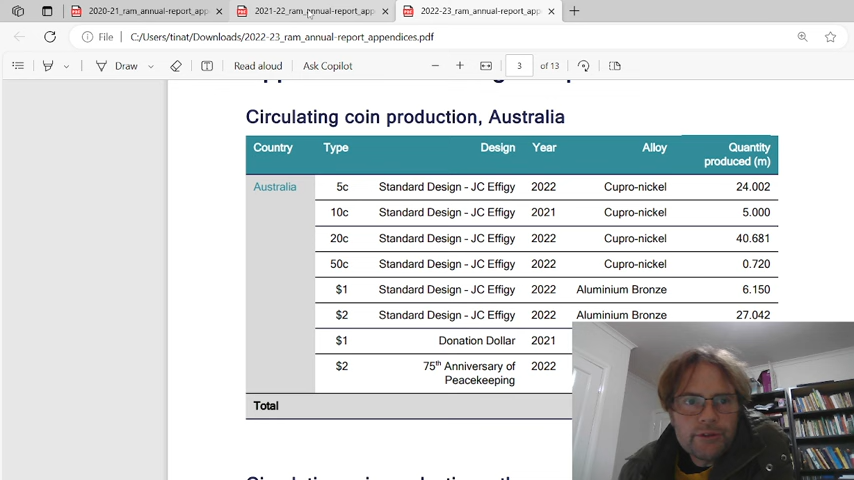 2020-21_ram_annual-report_app
2021-22_ram_annual-report_app
2022-23_ram_annual-report_app
File
C:/Users/tinat/Downloads/2022-23_ram_annual-report_appendices.pdf
Draw
Read aloud
Ask Copilot
3 of 13
Circulating coin production, Australia
Country Type Design Year Alloy Quantity
produced (m)
Australia 5c Standard Design - JC Effigy 2022 Cupro-nickel 24.002
10c Standard Design - JC Effigy 2021 Cupro-nickel 5.000
20c Standard Design - JC Effigy 2022 Cupro-nickel 40.681
50c Standard Design - JC Effigy 2022 Cupro-nickel 0.720
$1 Standard Design - JC Effigy 2022 Aluminium Bronze 6.150
$2 Standard Design - JC Effigy 2022 Aluminium Bronze 27.042
$1 Donation Dollar 2021
$2 75th Anniversary of 2022
Peacekeeping
Total